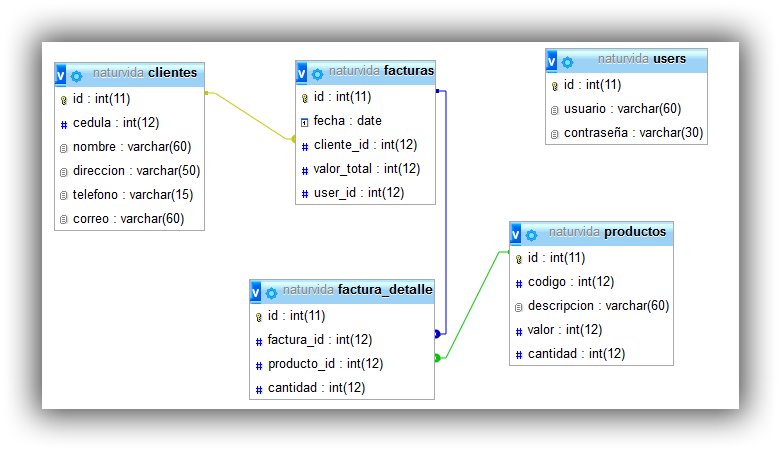 naturvida clientes
id : int(11)
cedula : int(12)
nombre : varchar(60)
direccion : varchar(50)
telefono : varchar(15)
correo : varchar(60)
naturvida facturas
id : int(11)
fecha : date
cliente_id : int(12)
valor_total : int(12)
user_id : int(12)
naturvida users
id : int(11)
usuario : varchar(60)
contraseña : varchar(30)
naturvida factura_detalle
id : int(11)
factura_id : int(12)
producto_id : int(12)
cantidad : int(12)
naturvida productos
id : int(11)
codigo : int(12)
descripcion : varchar(60)
valor : int(12)
cantidad : int(12)